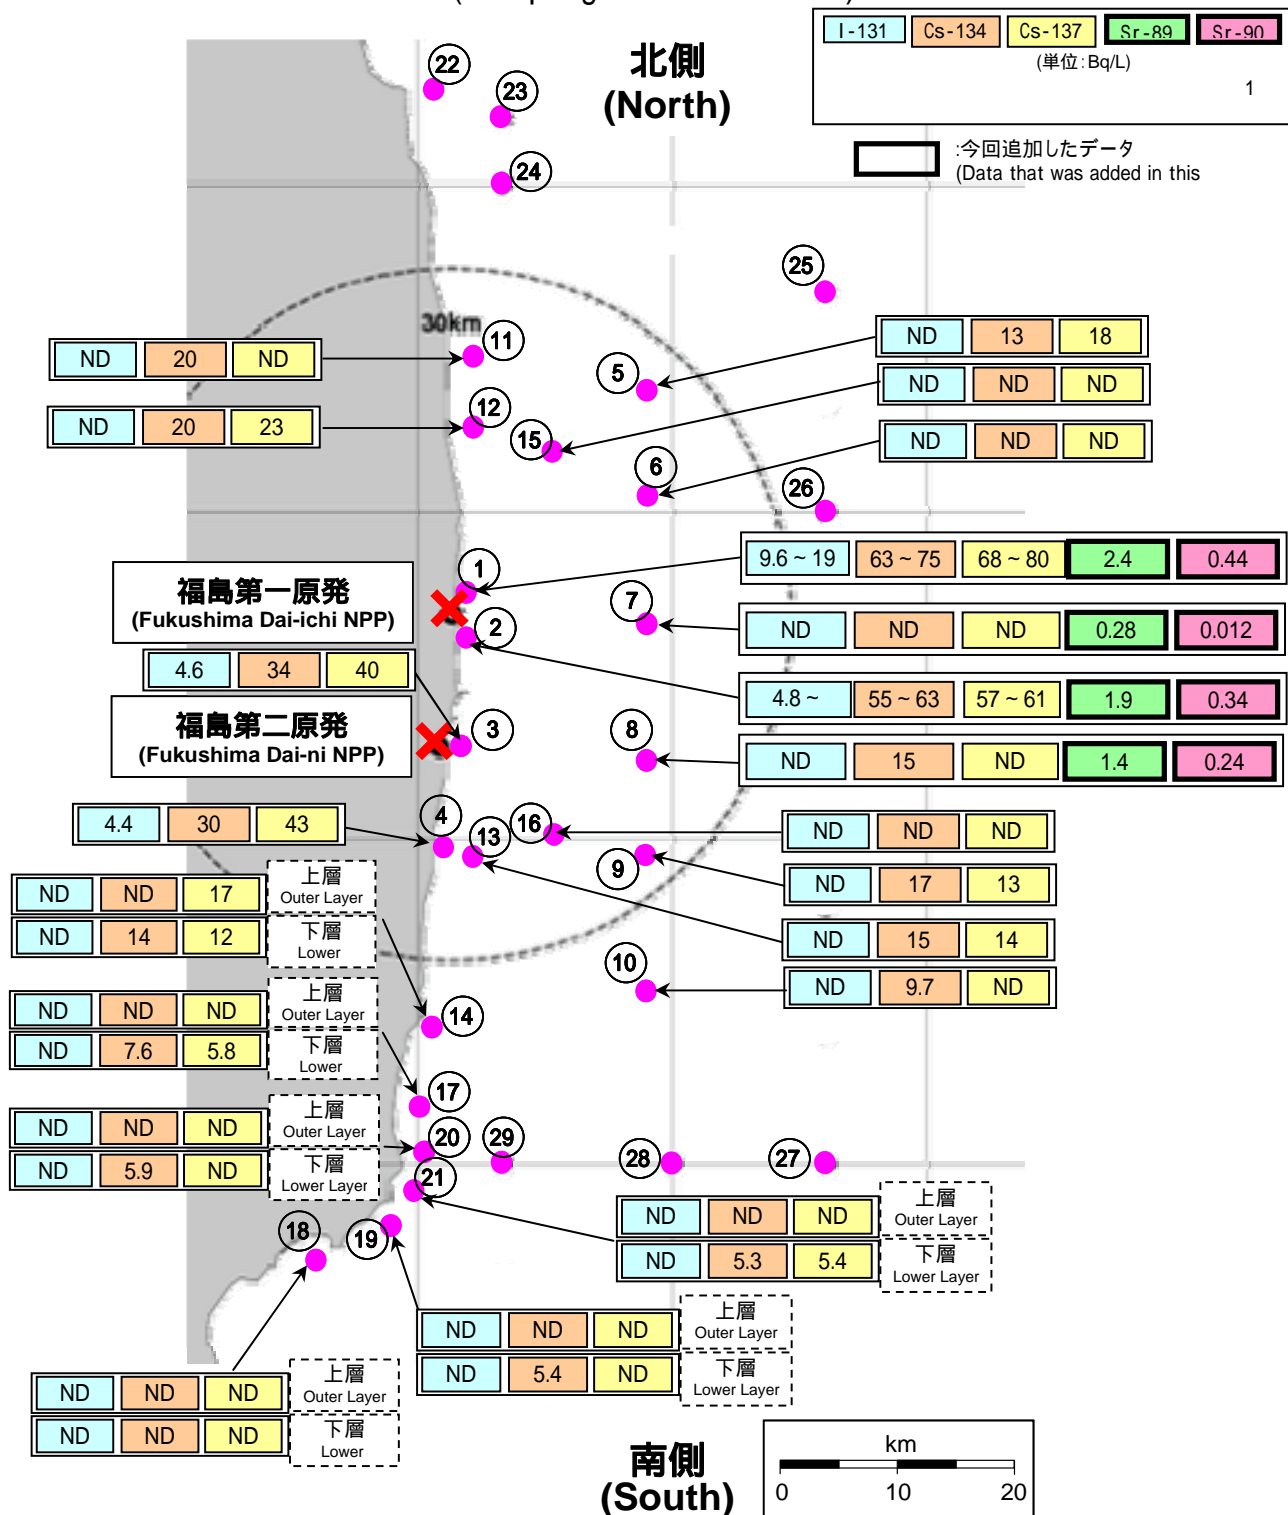 I-131 Cs-134 Cs-137 Sr-89 Sr-90
(単位:Bq/L)
1
:今回追加したデータ
(Data that was added in this
北側
(North)
22
23
24
25
30km
11
ND 20 ND
5
ND 13 18
ND ND ND
12
ND 20 23
15
6
ND ND ND
26
福島第一原発
(Fukushima Dai-ichi NPP)
1
9.6 ~ 19 63 ~ 75 68 ~ 80 2.4 0.44
7
ND ND ND 0.28 0.012
2
4.8 ~ 55 ~ 63 57 ~ 61 1.9 0.34
4.6 34 40
福島第二原発
(Fukushima Dai-ni NPP)
3
8
ND 15 ND 1.4 0.24
4.4 30 43
4
13
16
ND ND ND
9
ND 17 13
ND 15 14
10
ND 9.7 ND
ND ND 17
上層
Outer Layer
ND 14 12
下層
Lower
14
ND ND ND
上層
Outer Layer
ND 7.6 5.8
下層
Lower
17
ND ND ND
上層
Outer Layer
ND 5.9 ND
下層
Lower Layer
20
29
28
27
21
ND ND ND
上層
Outer Layer
ND 5.3 5.4
下層
Lower Layer
18
19
ND ND ND
上層
Outer Layer
ND 5.4 ND
下層
Lower Layer
ND ND ND
上層
Outer Layer
ND ND ND
下層
Lower
南側
(South)
km
0 10 20